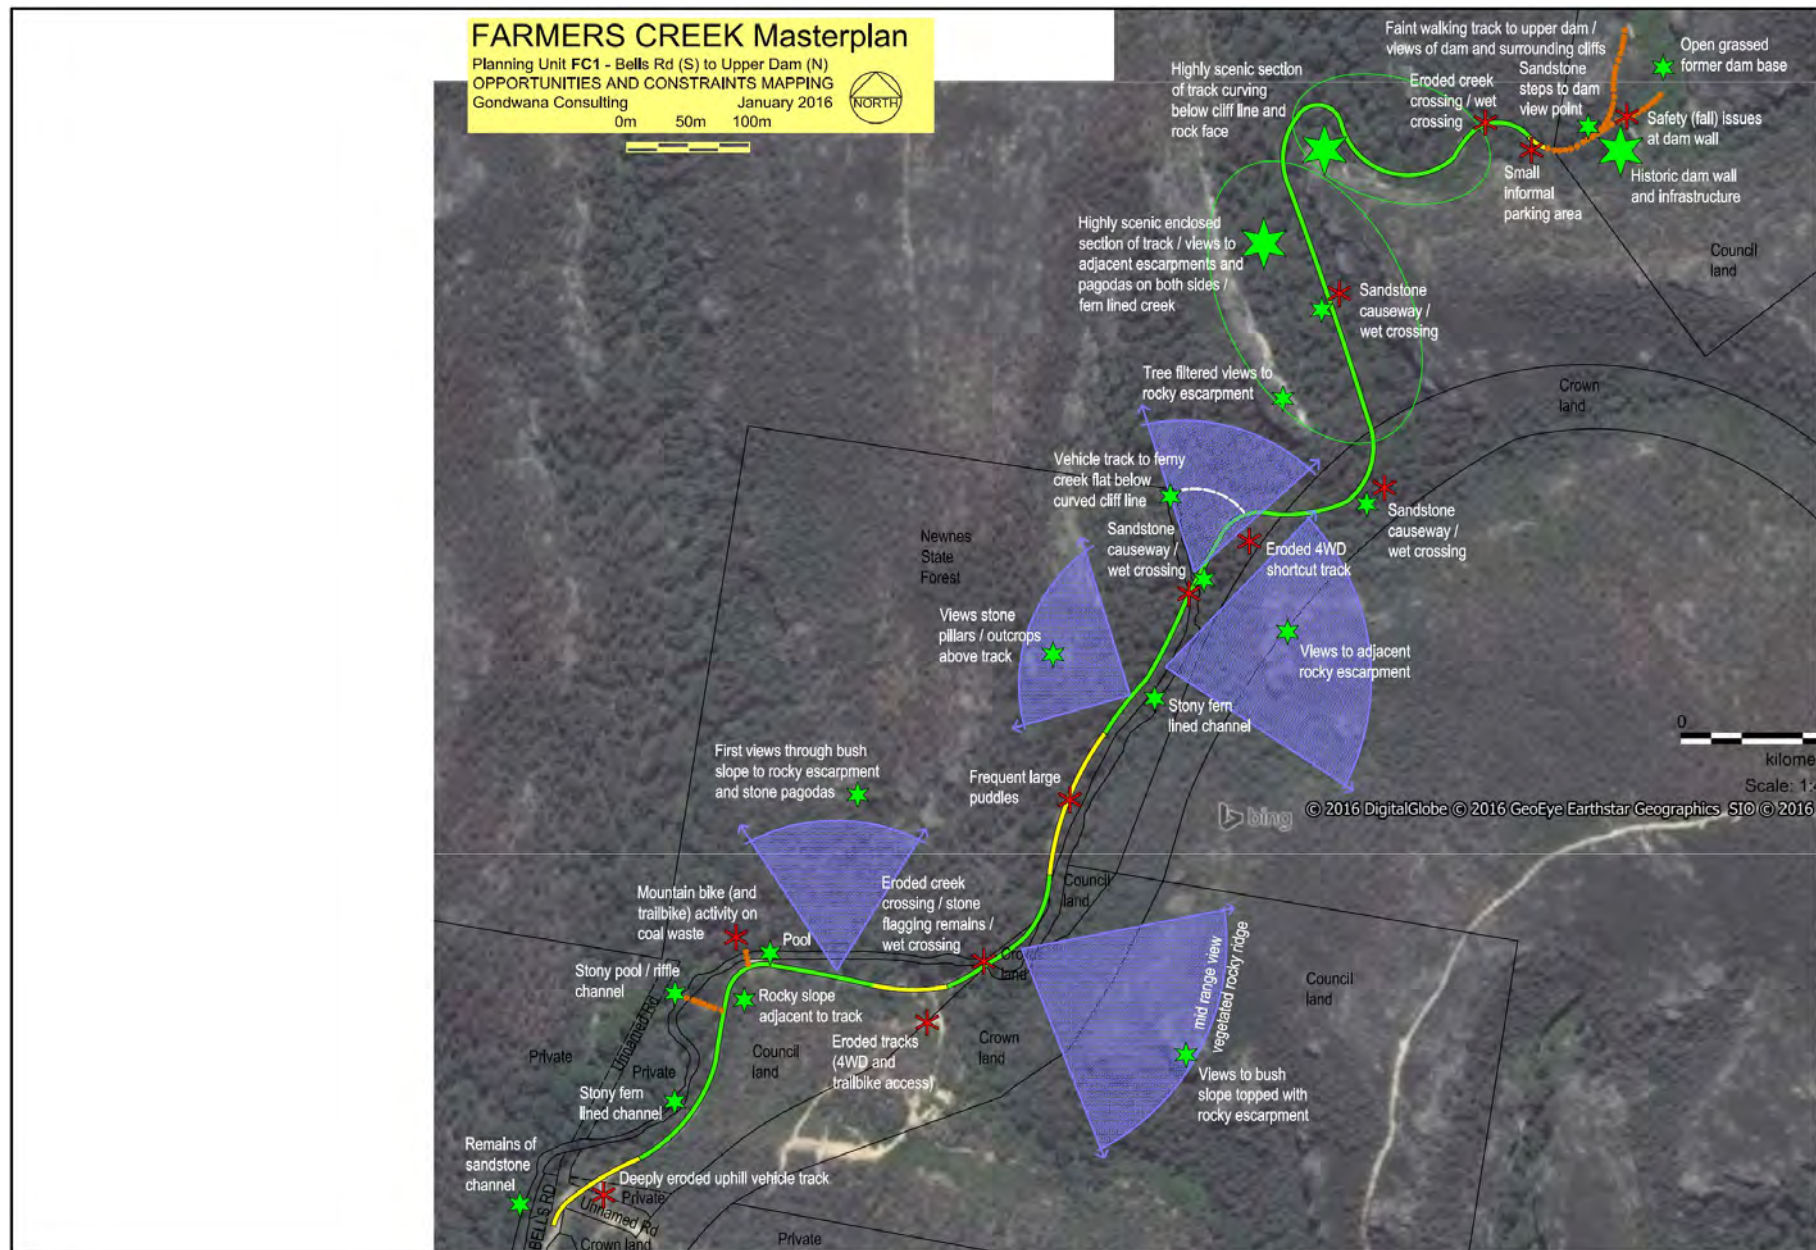 FARMERS CREEK Masterplan
Planning Unit FC1 - Bells Rd (S) to Upper Dam (N)
OPPORTUNITIES AND CONSTRAINTS MAPPING
Gondwana Consulting January 2016
NORTH
0m 50m 100m
Highly scenic section
of track curving
below cliff line and
rock face
Faint walking track to upper dam /
views of dam and surrounding cliffs
Eroded creek
crossing / wet
crossing
Sandstone
steps to dam
view point
Open grassed
former dam base
Safety (fall) issues
at dam wall
Small
informal
parking area
Historic dam wall
and infrastructure
Council
land
Highly scenic enclosed
section of track / views to
adjacent escarpments and
pagodas on both sides /
fern lined creek
Sandstone
causeway /
wet crossing
Tree filtered views to
rocky escarpment
Crown
land
Vehicle track to ferny
creek flat below
curved cliff line
Sandstone
causeway /
wet crossing
Sandstone
causeway /
wet crossing
Eroded 4WD
shortcut track
Newnes
State
Forest
Views stone
pillars / outcrops
above track
Views to adjacent
rocky escarpment
Stony fern
lined channel
0
kilome
Scale: 1:
First views through bush
slope to rocky escarpment
and stone pagodas
Frequent large
puddles
bing
© 2016 DigitalGlobe © 2016 GeoEye Earthstar Geographics SIO © 2016
Mountain bike (and
trailbike) activity on
coal waste
Eroded creek
crossing / stone
flagging remains /
wet crossing
Council
land
Pool
Crown
land
Stony pool / riffle
channel
Rocky slope
adjacent to track
mid range view
vegetated rocky ridge
Council
land
Unnamed Rd
Private
Private
Council
land
Eroded tracks
(4WD and
trailbike access)
Crown
land
Views to bush
slope topped with
rocky escarpment
Stony fern
lined channel
Remains of
sandstone
channel
Deeply eroded uphill vehicle track
Private
Unnamed Rd
BELLS RD
Crown land
Private